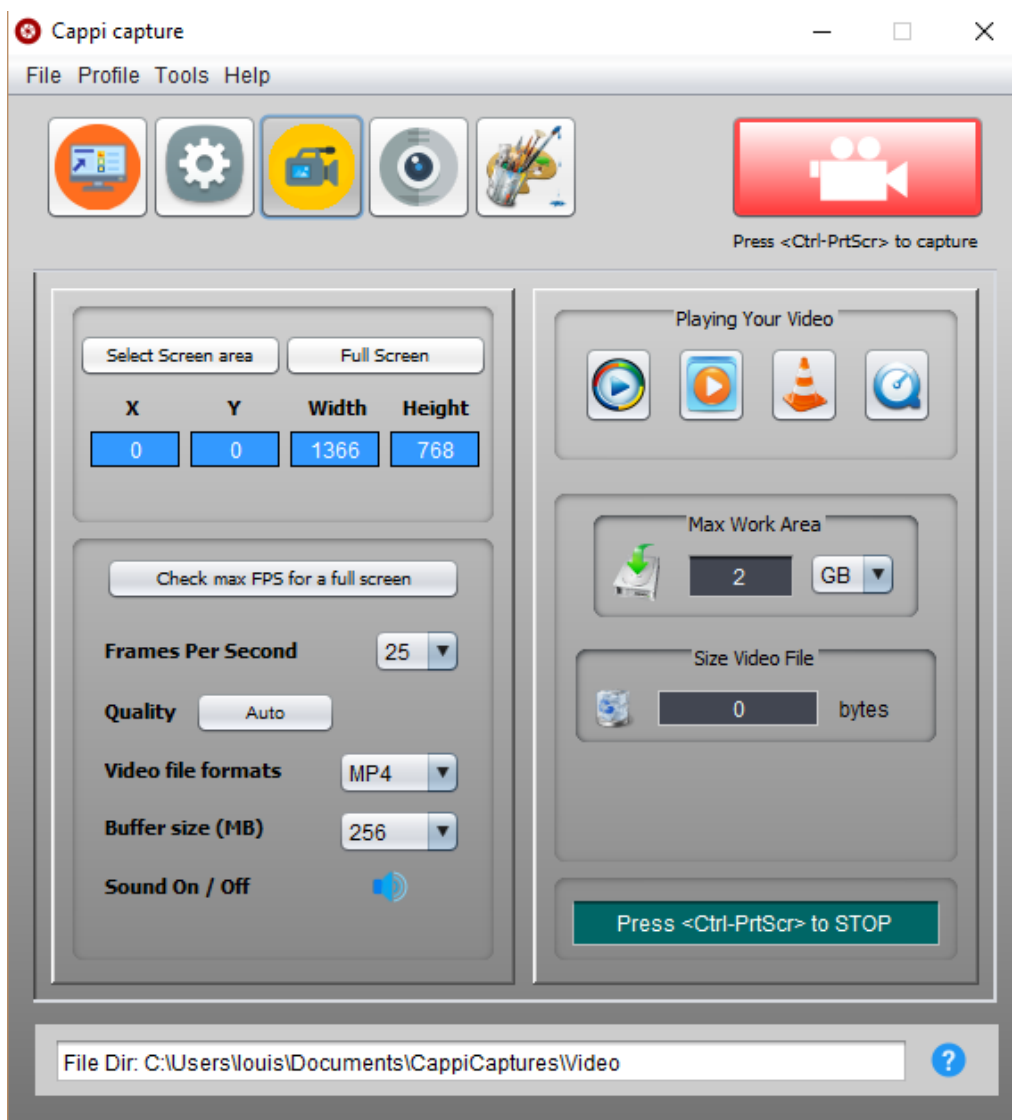 Cappi capture
File Profile Tools Help
Press <Ctrl-PrtScr> to capture
Select Screen area Full Screen
X Y Width Height
0 0 1366 768
Check max FPS for a full screen
Frames Per Second 25
Quality Auto
Video file formats MP4
Buffer size (MB) 256
Sound On / Off
Playing Your Video
Max Work Area
2 GB
Size Video File
0 bytes
Press <Ctrl-PrtScr> to STOP
File Dir: C:\Users\louis\Documents\CappiCaptures\Video
?